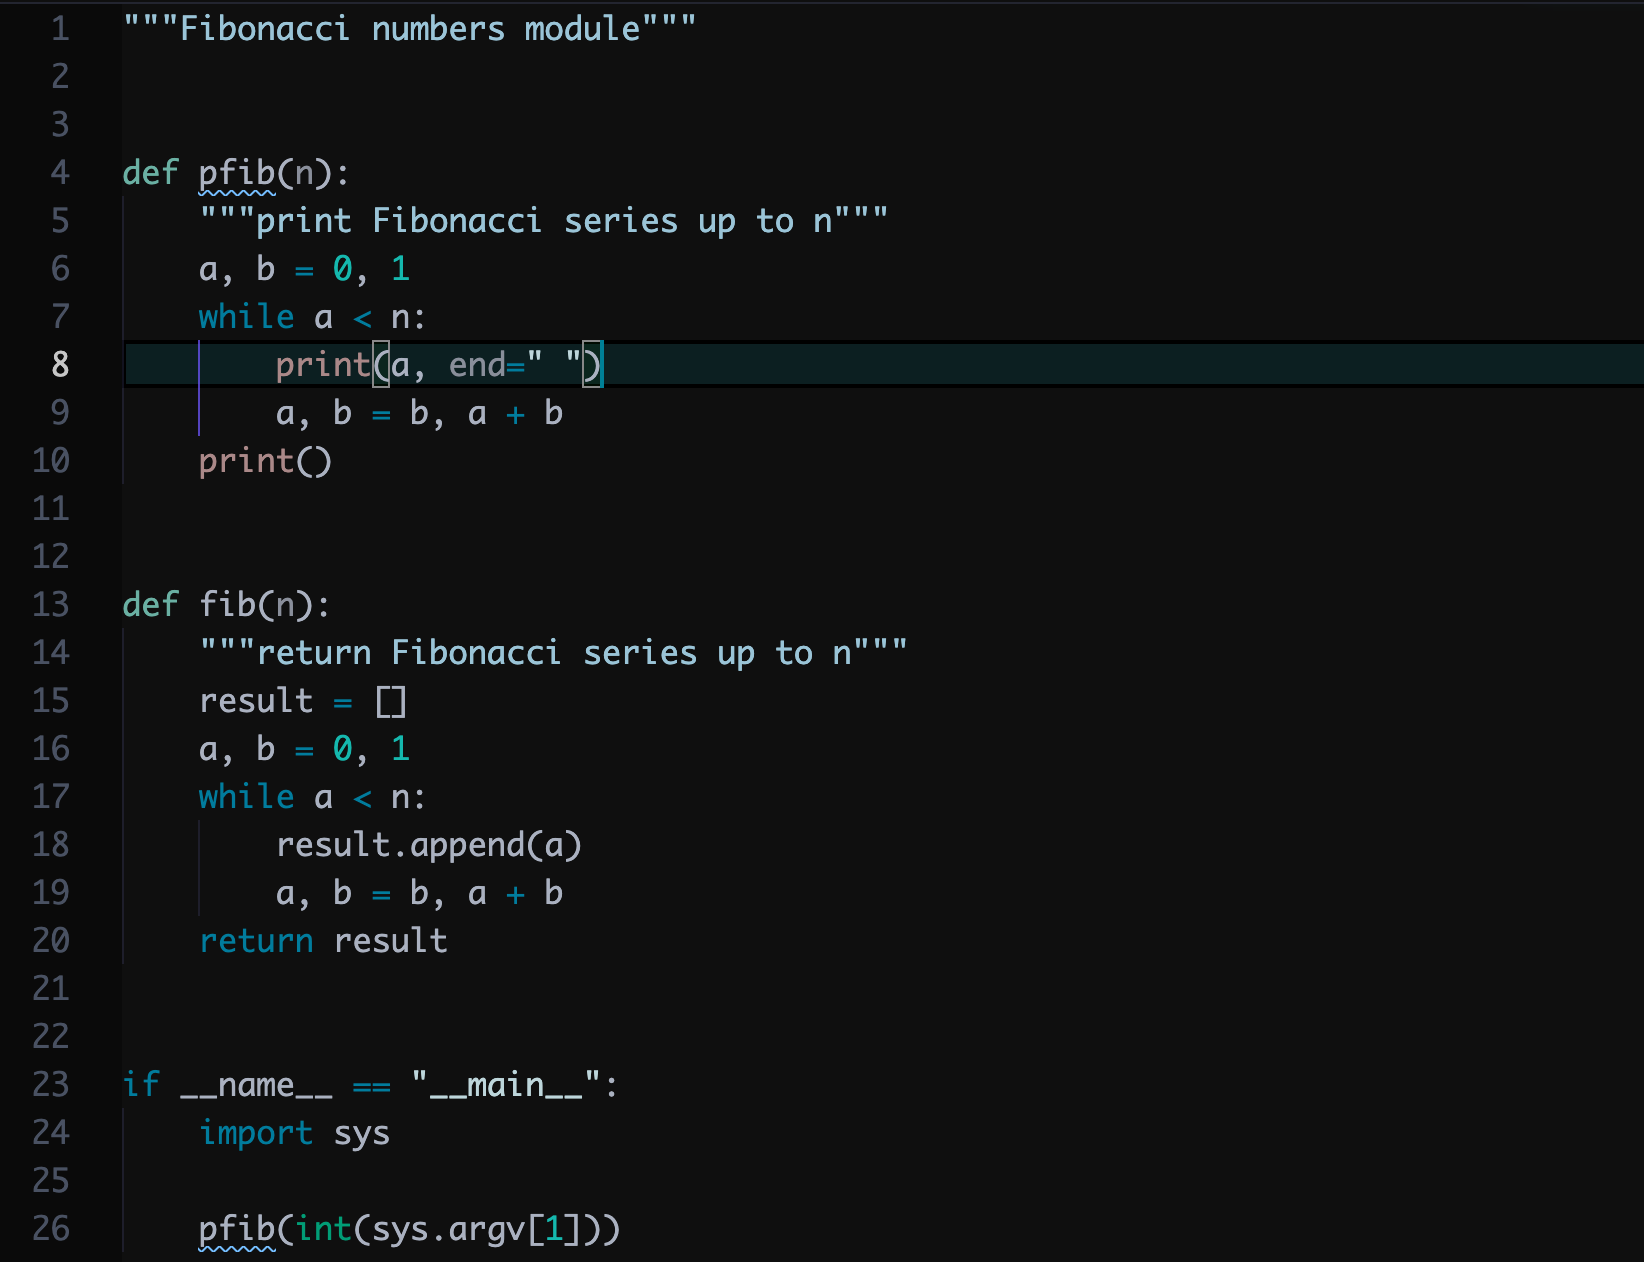 1 """Fibonacci numbers module"""
2
3
4 def pfib(n):
5     """print Fibonacci series up to n"""
6     a, b = 0, 1
7     while a < n:
8         print(a, end=" ")
9         a, b = b, a + b
10     print()
11
12
13 def fib(n):
14     """return Fibonacci series up to n"""
15     result = []
16     a, b = 0, 1
17     while a < n:
18         result.append(a)
19         a, b = b, a + b
20     return result
21
22
23 if __name__ == "__main__":
24     import sys
25
26     pfib(int(sys.argv[1]))